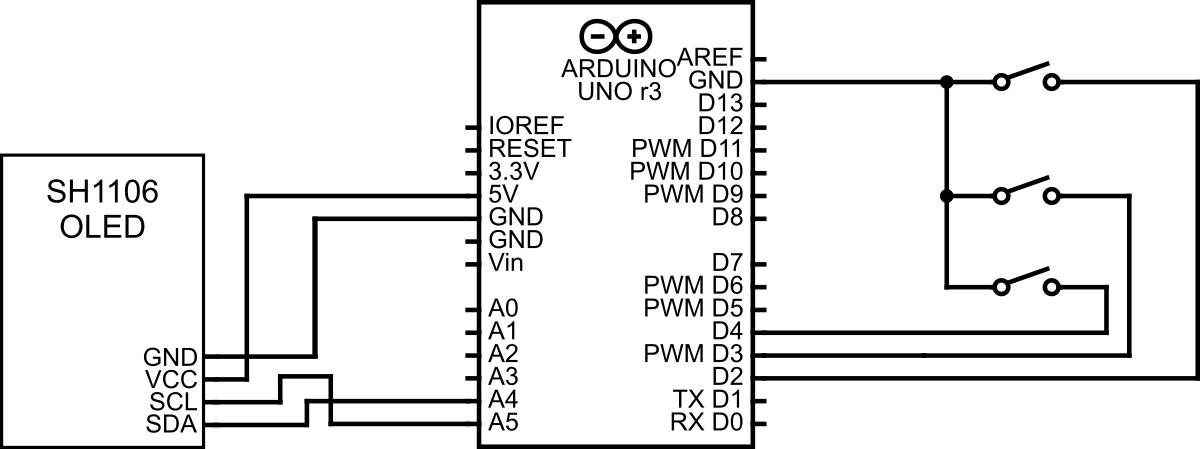 SH1106
OLED
GND
VCC
SCL
SDA
ARDUINO
UNO r3
IOREF
RESET
3.3V
5V
GND
GND
Vin
A0
A1
A2
A3
A4
A5
AREF
GND
D13
D12
PWM D11
PWM D10
PWM D9
D8
D7
PWM D6
PWM D5
D4
PWM D3
D2
TX D1
RX D0